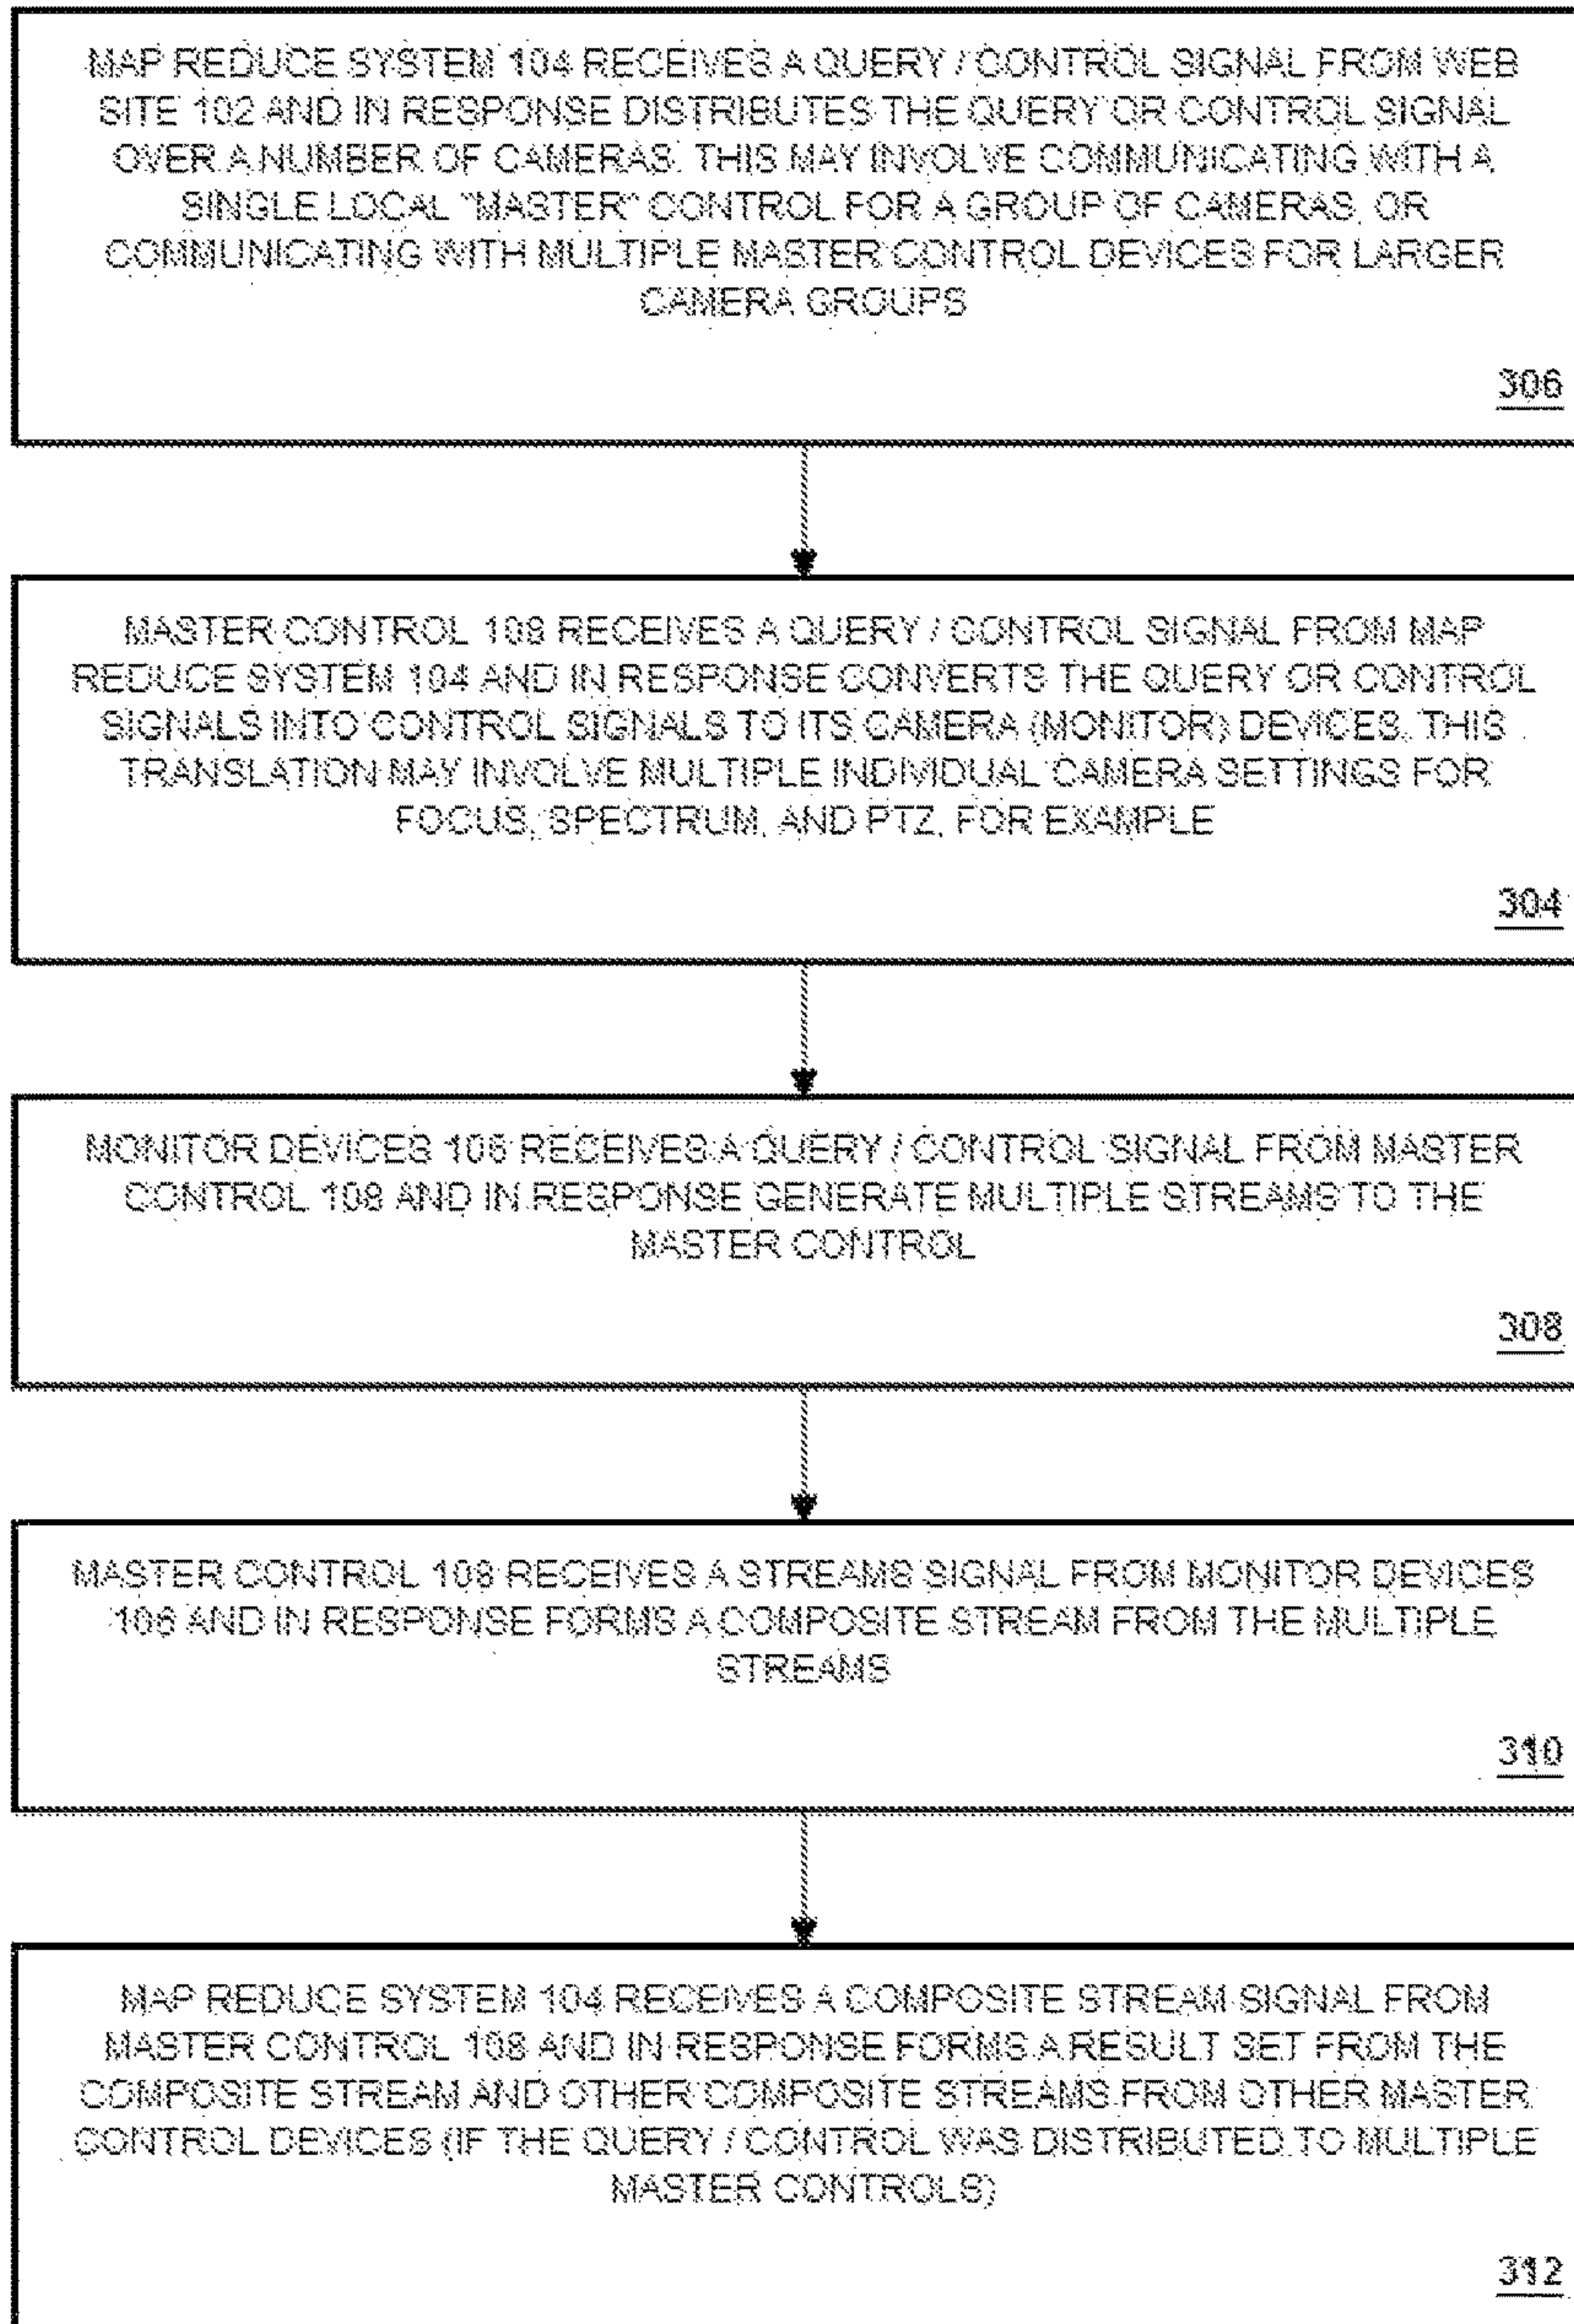 MAP REDUCE SYSTEM 104 RECEIVES A QUERY / CONTROL SIGNAL FROM WEB
SITE 102 AND IN RESPONSE DISTRIBUTES THE QUERY OR CONTROL SIGNAL
OVER A NUMBER OF CAMERAS. THIS MAY INVOLVE COMMUNICATING WITH A
SINGLE LOCAL "MASTER" CONTROL FOR A GROUP OF CAMERAS, OR
COMMUNICATING WITH MULTIPLE MASTER CONTROL DEVICES FOR LARGER
CAMERA GROUPS
306
MASTER CONTROL 108 RECEIVES A QUERY / CONTROL SIGNAL FROM MAP
REDUCE SYSTEM 104 AND IN RESPONSE CONVERTS THE QUERY OR CONTROL
SIGNALS INTO CONTROL SIGNALS TO ITS CAMERA (MONITOR) DEVICES. THIS
TRANSLATION MAY INVOLVE MULTIPLE INDIVIDUAL CAMERA SETTINGS FOR
FOCUS, SPECTRUM, AND PTZ, FOR EXAMPLE
304
MONITOR DEVICES 106 RECEIVES A QUERY / CONTROL SIGNAL FROM MASTER
CONTROL 108 AND IN RESPONSE GENERATE MULTIPLE STREAMS TO THE
MASTER CONTROL
308
MASTER CONTROL 108 RECEIVES A STREAMS SIGNAL FROM MONITOR DEVICES
106 AND IN RESPONSE FORMS A COMPOSITE STREAM FROM THE MULTIPLE
STREAMS
310
MAP REDUCE SYSTEM 104 RECEIVES A COMPOSITE STREAM SIGNAL FROM
MASTER CONTROL 108 AND IN RESPONSE FORMS A RESULT SET FROM THE
COMPOSITE STREAM AND OTHER COMPOSITE STREAMS FROM OTHER MASTER
CONTROL DEVICES (IF THE QUERY / CONTROL WAS DISTRIBUTED TO MULTIPLE
MASTER CONTROLS)
312